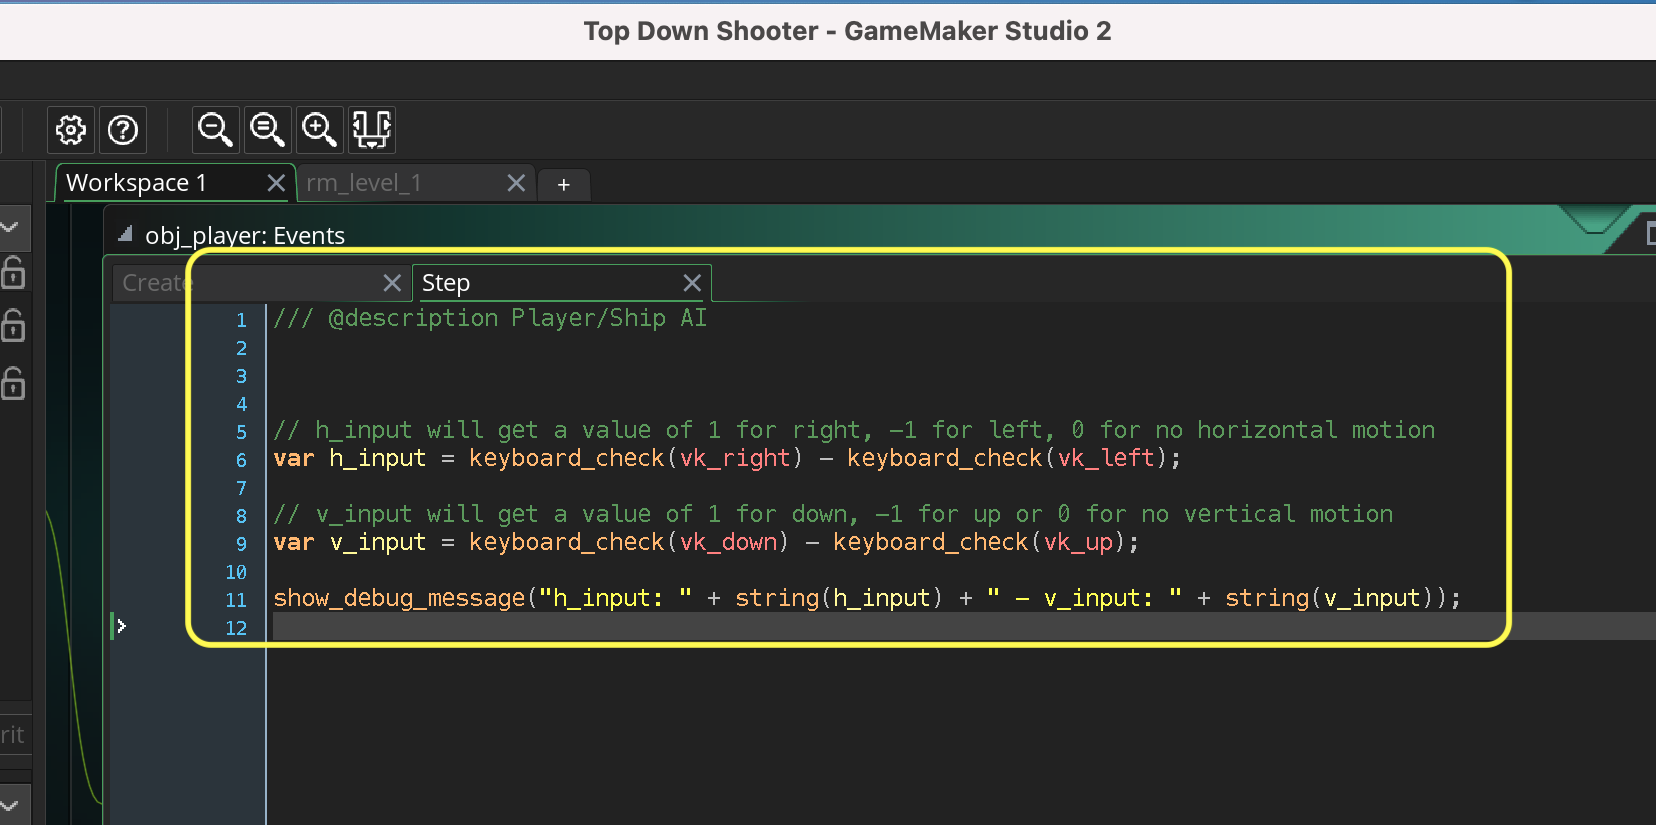 Top Down Shooter - GameMaker Studio 2
Workspace 1
rm_level_1
+
obj_player: Events
Create
Step
1 /// @description Player/Ship AI
2
3
4
5 // h_input will get a value of 1 for right, -1 for left, 0 for no horizontal motion
6 var h_input = keyboard_check(vk_right) - keyboard_check(vk_left);
7
8 // v_input will get a value of 1 for down, -1 for up or 0 for no vertical motion
9 var v_input = keyboard_check(vk_down) - keyboard_check(vk_up);
10
11 show_debug_message("h_input: " + string(h_input) + " - v_input: " + string(v_input));
12
rit